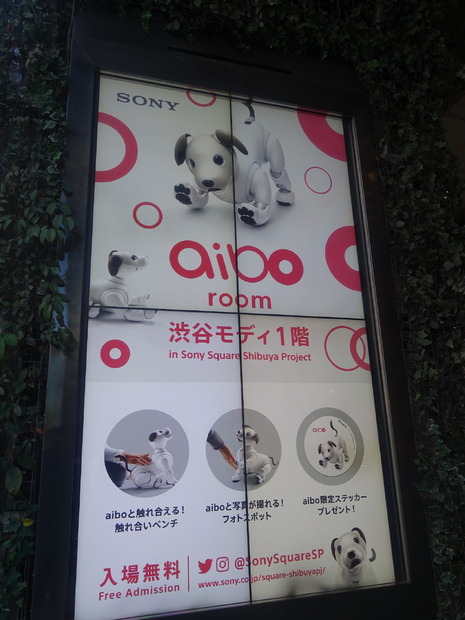 SONY
aibo
room
渋谷モディ1階
in Sony Square Shibuya Project
aiboと触れ合える!
触れ合いベンチ
aiboと写真が撮れる!
フォトスポット
aibo
aibo限定ステッカー
プレゼント!
入場無料
Free Admission
@SonySquareSP
www.sony.co.jp/square-shibuyapj/